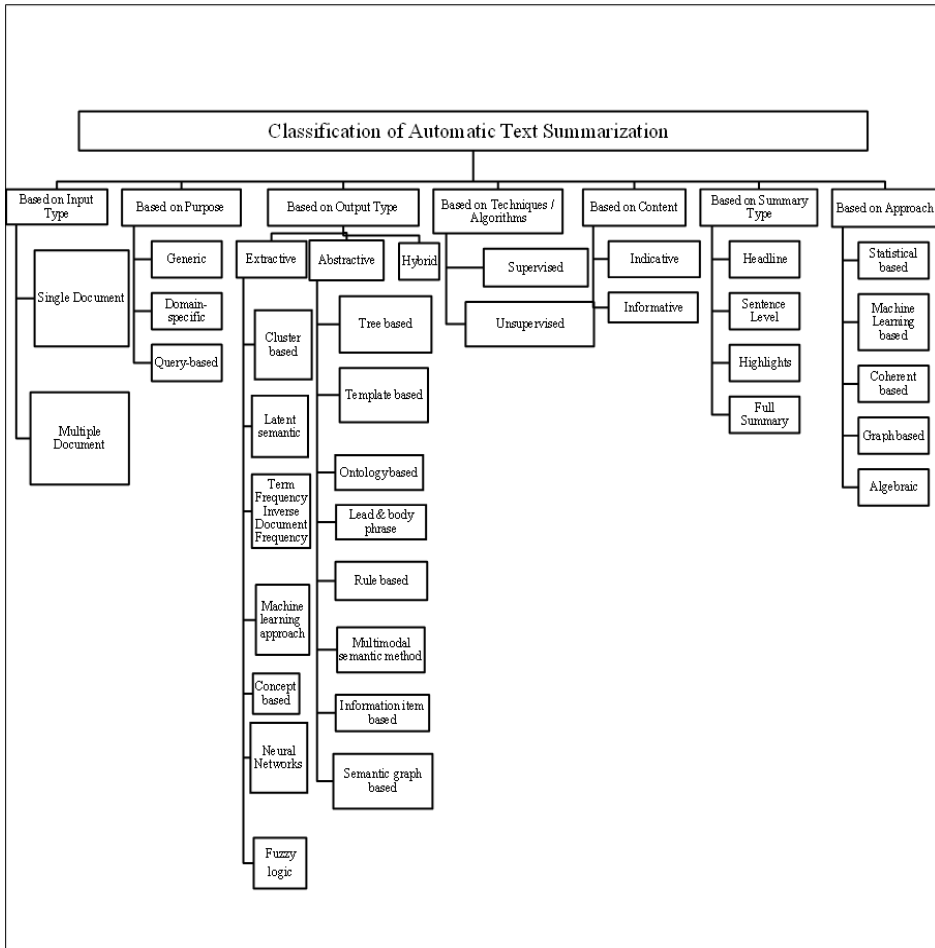 Classification of Automatic Text Summarization
Based on Input
Type
Single Document
Multiple
Document
Based on Purpose
Generic
Domain-
specific
Query-based
Based on Output Type
Extractive
Cluster
based
Latent
semantic
Term
Frequency
Inverse
Document
Frequency
Machine
learning
approach
Concept
based
Neural
Networks
Fuzzy
logic
Abstractive
Tree based
Template based
Ontology based
Lead & body
phrase
Rule based
Multimodal
semantic method
Information item
based
Semantic graph
based
Hybrid
Based on Techniques /
Algorithms
Supervised
Unsupervised
Based on Content
Indicative
Informative
Based on Summary
Type
Headline
Sentence
Level
Highlights
Full
Summary
Based on Approach
Statistical
based
Machine
Learning
based
Coherent
based
Graph based
Algebraic